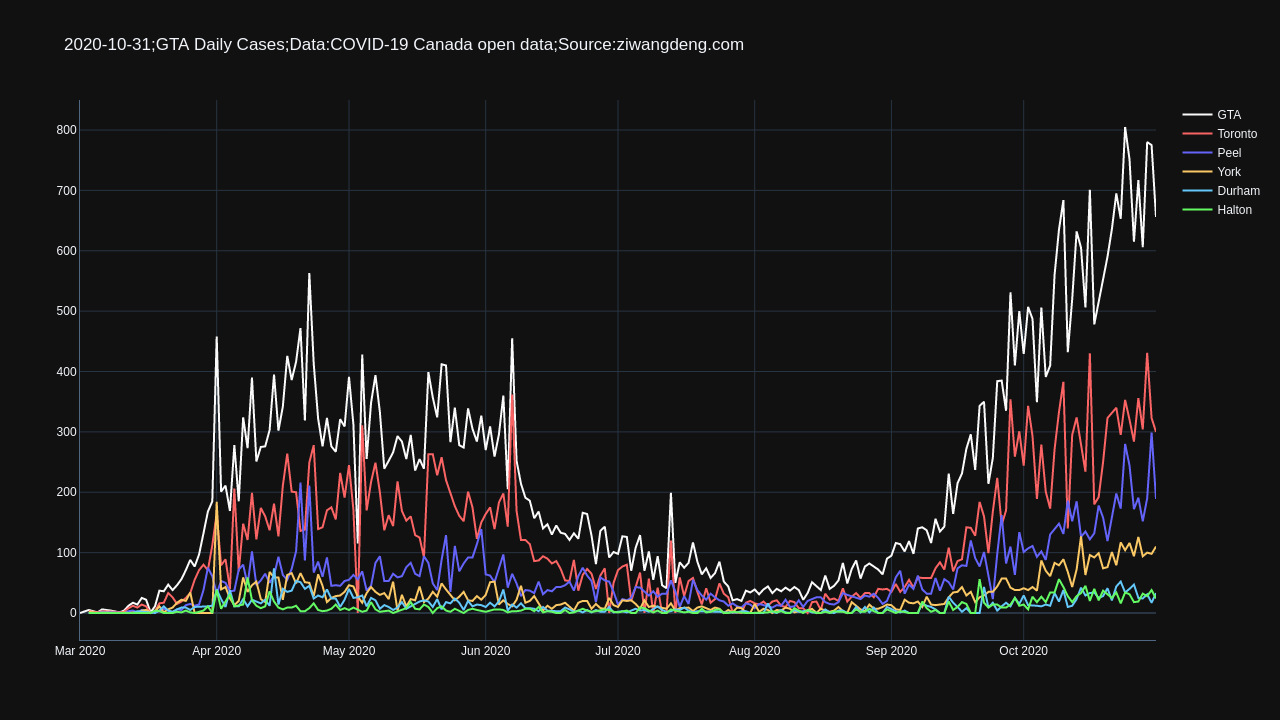 2020-10-31;GTA Daily Cases;Data:COVID-19 Canada open data;Source:ziwangdeng.com
GTA
Toronto
Peel
York
Durham
Halton
800
700
600
500
400
300
200
100
0
Mar 2020
Apr 2020
May 2020
Jun 2020
Jul 2020
Aug 2020
Sep 2020
Oct 2020